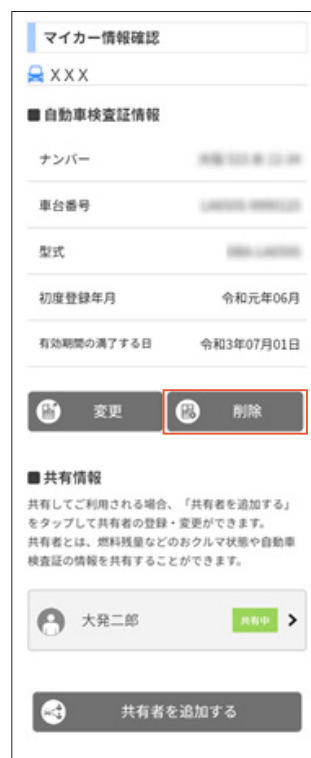 マイカー情報確認
XXX
■自動車検査証情報
ナンバー
車台番号
型式
初度登録年月 令和元年06月
有効期間の満了する日 令和3年07月01日
変更 削除
■共有情報
共有してご利用される場合、「共有者を追加する」
をタップして共有者の登録・変更ができます。
共有者とは、燃料残量などのおクルマ状態や自動車
検査証の情報を共有することができます。
大発二郎 共有中
共有者を追加する